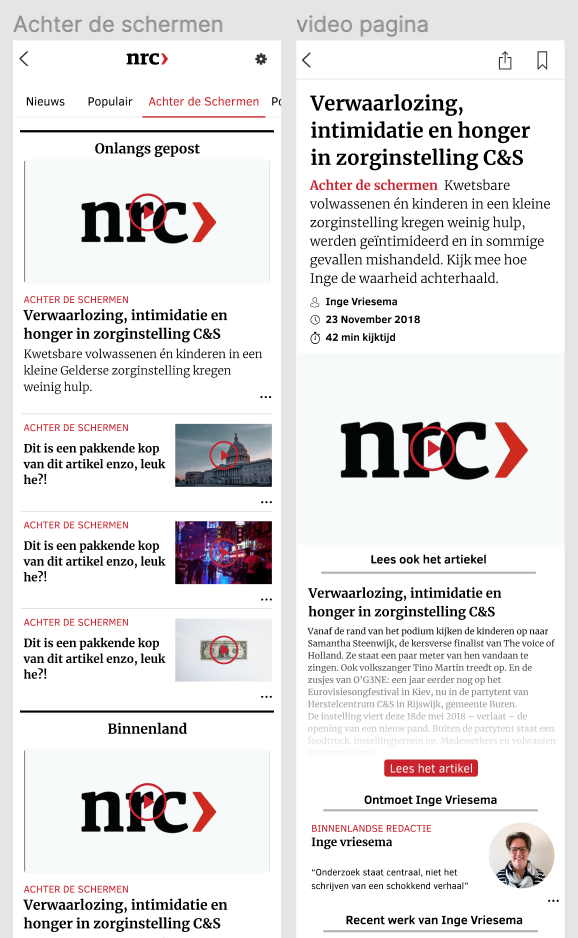 Achter de schermen
nrc>
Nieuws Populair Achter de Schermen Po
Onlangs gepost
nrc>
ACHTER DE SCHERMEN
Verwaarlozing, intimidatie en
honger in zorginstelling C&S
Kwetsbare volwassenen én kinderen in een
kleine Gelderse zorginstelling kregen
weinig hulp.
...
ACHTER DE SCHERMEN
Dit is een pakkende kop
van dit artikel enzo, leuk
he?!
...
ACHTER DE SCHERMEN
Dit is een pakkende kop
van dit artikel enzo, leuk
he?!
...
ACHTER DE SCHERMEN
Dit is een pakkende kop
van dit artikel enzo, leuk
he?!
...
Binnenland
nrc>
ACHTER DE SCHERMEN
Verwaarlozing, intimidatie en
honger in zorginstelling C&S
video pagina
Verwaarlozing,
intimidatie en honger
in zorginstelling C&S
Achter de schermen Kwetsbare
volwassenen én kinderen in een kleine
zorginstelling kregen weinig hulp,
werden geïntimideerd en in sommige
gevallen mishandeld. Kijk mee hoe
Inge de waarheid achterhaald.
Inge Vriesema
23 November 2018
42 min kijktijd
nrc>
Lees ook het artiekel
Verwaarlozing, intimidatie en
honger in zorginstelling C&S
Vanaf de rand van het podium kijken de kinderen op naar
Samantha Steenwijk, de kersverse finalist van The voice of
Holland. Ze staat een paar meter van hen vandaan te
zingen. Ook volkszanger Tino Martin treedt op. En de
zusjes van O'G3NE: een jaar eerder nog op het
Eurovisiesongfestival in Kiev, nu in de partytent van
Herstelcentrum C&S in Rijswijk, gemeente Buren.
De instelling viert deze 18de mei 2018 – verlaat – de
opening van een nieuw pand. Buiten de partytent staat een
foodtruck, instellingterrein op. Medewerkers en volwassen
Lees het artikel
Ontmoet Inge Vriesema
BINNENLANDSE REDACTIE
Inge vriesema
"Onderzoek staat centraal, niet het
schrijven van een schokkend verhaal"
...
Recent werk van Inge Vriesema